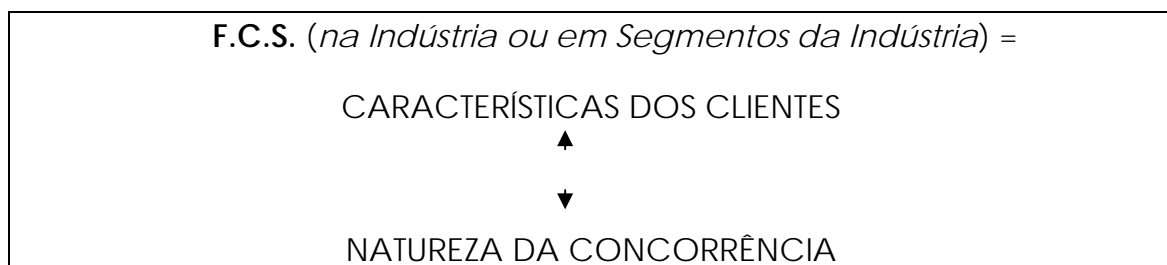 F.C.S. (na Indústria ou em Segmentos da Indústria) =
CARACTERÍSTICAS DOS CLIENTES
NATUREZA DA CONCORRÊNCIA